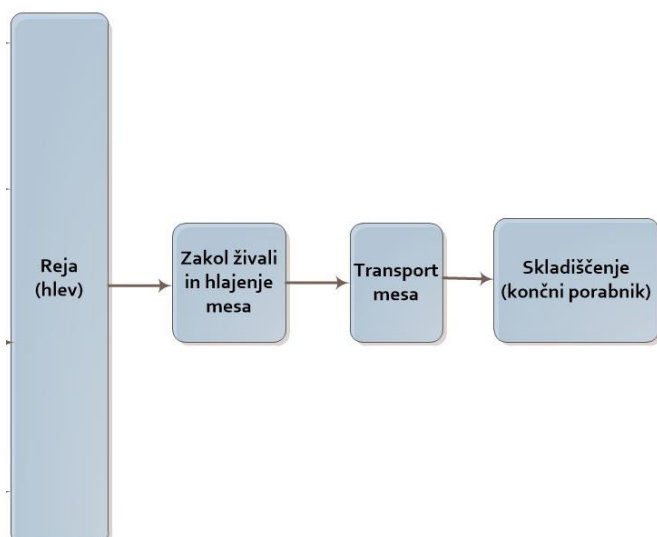 Reja
(hlev)
Zakol živali
in hlajenje
mesa
Transport
mesa
Skladiščenje
(končni porabnik)